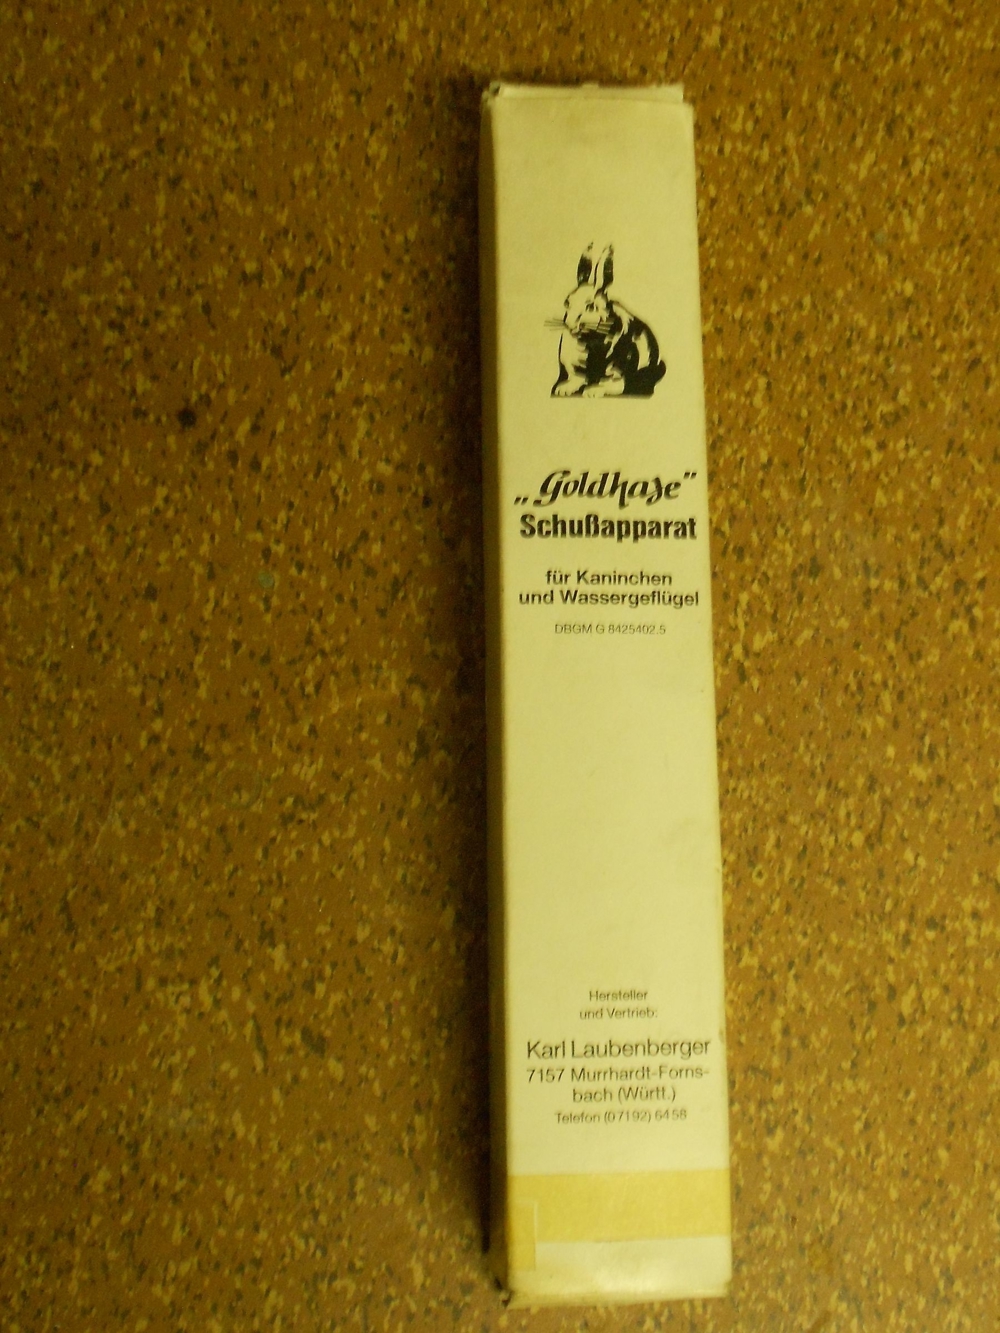 „Goldhase”
Schußapparat
für Kaninchen
und Wassergeflügel
DBGM G 8425402.5
Hersteller
und Vertrieb:
Karl Laubenberger
7157 Murrhardt-Forns-
bach (Württ.)
Telefon (07192) 6458